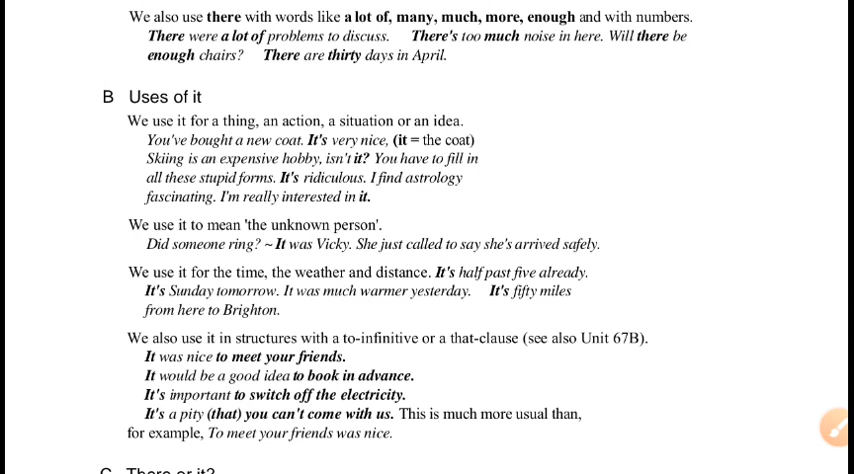 We also use there with words like a lot of, many, much, more, enough and with numbers.
There were a lot of problems to discuss. There's too much noise in here. Will there be
enough chairs? There are thirty days in April.
B Uses of it
We use it for a thing, an action, a situation or an idea.
You've bought a new coat. It's very nice, (it = the coat)
Skiing is an expensive hobby, isn't it? You have to fill in
all these stupid forms. It's ridiculous. I find astrology
fascinating. I'm really interested in it.
We use it to mean 'the unknown person'.
Did someone ring? ~ It was Vicky. She just called to say she's arrived safely.
We use it for the time, the weather and distance. It's half past five already.
It's Sunday tomorrow. It was much warmer yesterday. It's fifty miles
from here to Brighton.
We also use it in structures with a to-infinitive or a that-clause (see also Unit 67B).
It was nice to meet your friends.
It would be a good idea to book in advance.
It's important to switch off the electricity.
It's a pity (that) you can't come with us. This is much more usual than,
for example, To meet your friends was nice.
C There or it?